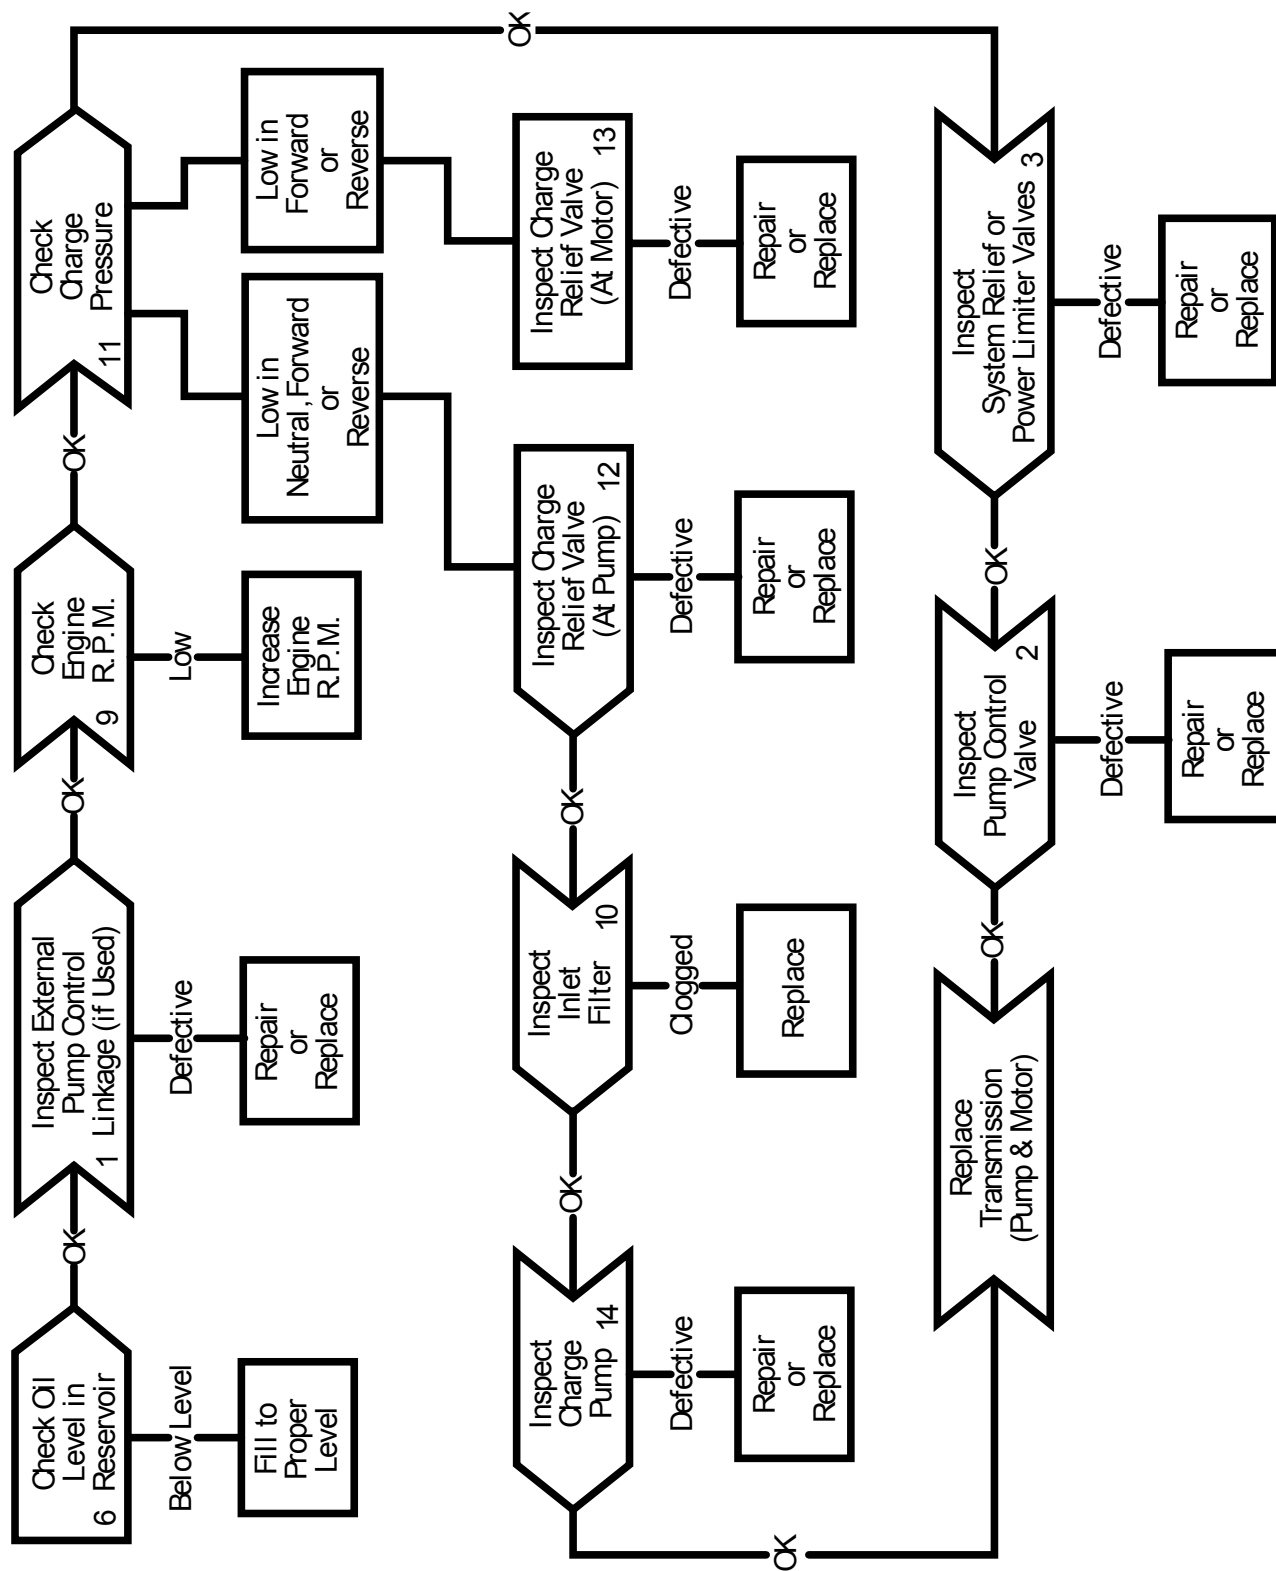 Check Oil
Level in
6 Reservoir
OK
Inspect External
Pump Control
1 Linkage (if Used)
OK
Check
Engine
9 R.P.M.
OK
Check
Charge
Pressure
11
OK
Below Level
Fill to
Proper
Level
Defective
Repair
or
Replace
Low
Increase
Engine
R.P.M.
Low in
Neutral, Forward
or
Reverse
Low in
Forward
or
Reverse
Inspect
Charge
Pump 14
OK
Inspect
Inlet
Filter 10
OK
Inspect Charge
Relief Valve
(At Pump) 12
Inspect Charge
Relief Valve
(At Motor) 13
Defective
Repair
or
Replace
Clogged
Replace
Defective
Repair
or
Replace
Defective
Repair
or
Replace
OK
Replace
Transmission
(Pump & Motor)
OK
Inspect
Pump Control
Valve 2
OK
Inspect
System Relief or
Power Limiter Valves 3
Defective
Repair
or
Replace
Defective
Repair
or
Replace